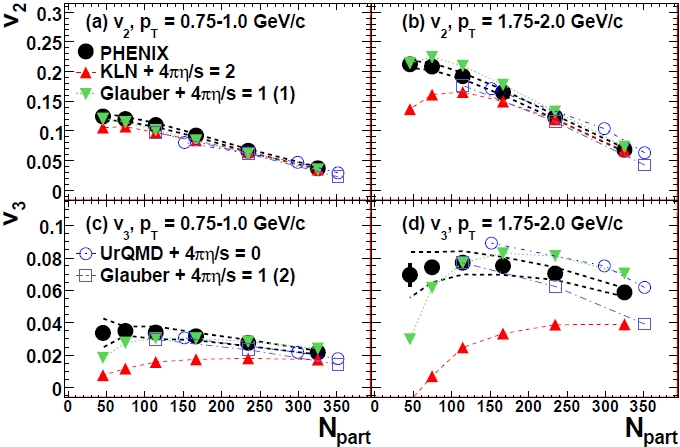 v2
0.3
0.25
0.2
0.15
0.1
0.05
0
(a) v2, pT = 0.75-1.0 GeV/c
PHENIX
KLN + 4πη/s = 2
Glauber + 4πη/s = 1 (1)
(b) v2, pT = 1.75-2.0 GeV/c
v3
0.1
0.08
0.06
0.04
0.02
0
(c) v3, pT = 0.75-1.0 GeV/c
UrQMD + 4πη/s = 0
Glauber + 4πη/s = 1 (2)
(d) v3, pT = 1.75-2.0 GeV/c
0 50 100 150 200 250 300 350
0 50 100 150 200 250 300 350
Npart
Npart